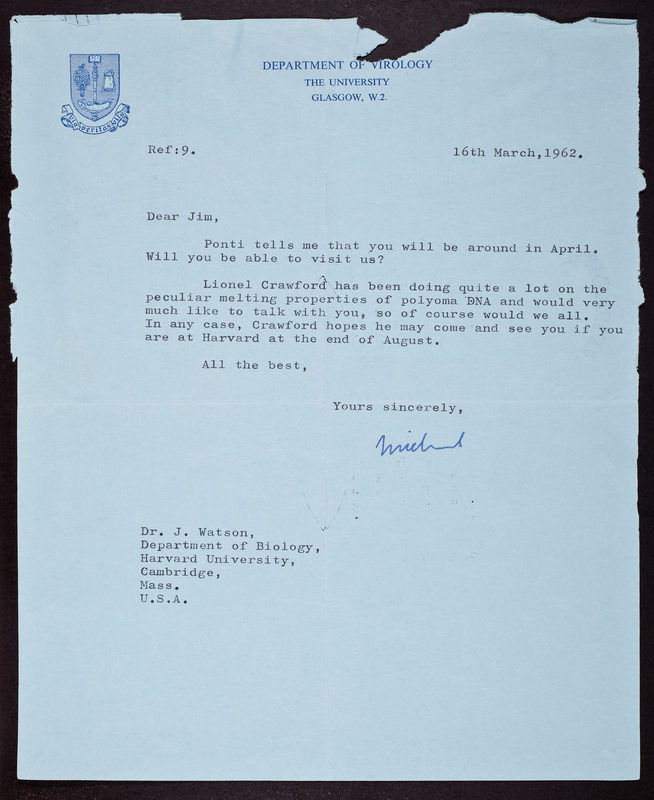 DEPARTMENT OF VIROLOGY
THE UNIVERSITY
GLASGOW, W.2.
Via Veritas Vita
Ref:9.
16th March,1962.
Dear Jim,
Ponti tells me that you will be around in April.
Will you be able to visit us?
Lionel Crawford has been doing quite a lot on the
peculiar melting properties of polyoma DNA and would very
much like to talk with you, so of course would we all.
In any case, Crawford hopes he may come and see you if you
are at Harvard at the end of August.
All the best,
Yours sincerely,
Michael
Dr. J. Watson,
Department of Biology,
Harvard University,
Cambridge,
Mass.
U.S.A.